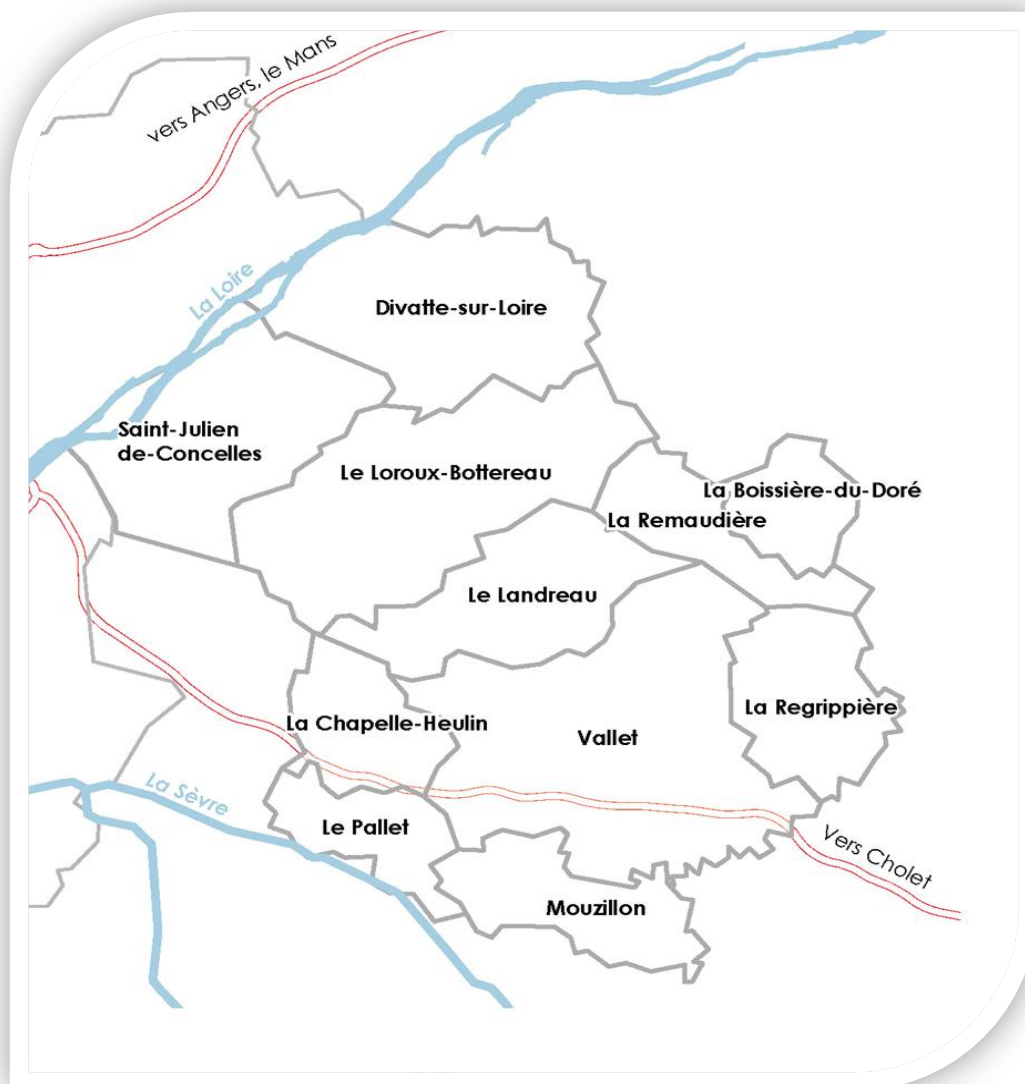 vers Angers, le Mans
La Loire
Divatte-sur-Loire
Saint-Julien
de-Concelles
Le Loroux-Bottereau
La Boissière-du-Doré
La Remaudière
Le Landreau
La Regrippière
La Chapelle-Heulin
Vallet
La Sèvre
Le Pallet
Vers Cholet
Mouzillon